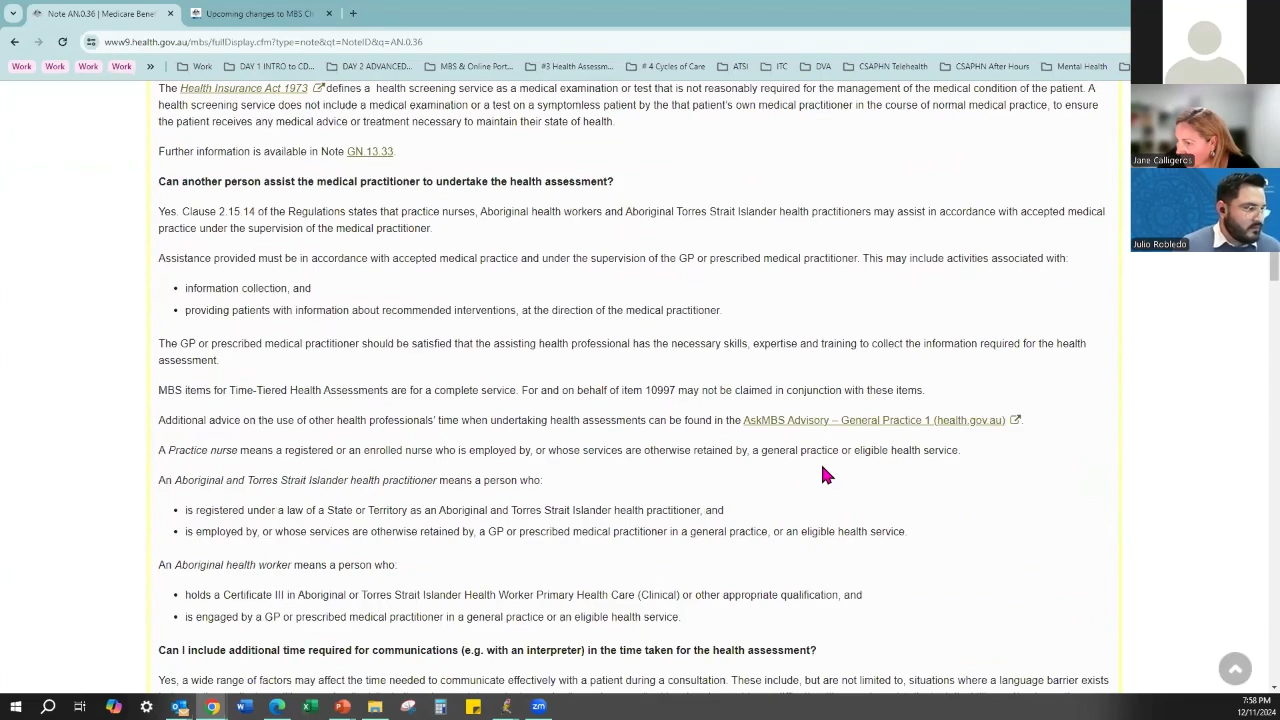 Note AN.0.36 | Medicare Bene
Upcoming changes to MBS Ch
www9.health.gov.au/mbs/fullDisplay.cfm?type=note&qt=NoteID&q=AN.0.36
Work Work Work Work » Work DAY 1 INTRO to CD... DAY 2 ADVANCED... MBS & Online Port... #3 Health Assessm... # 4 Cycles of Care ATSI ITC DVA CSAPHN Telehealth CSAPHN After Hours Mental Health
The Health Insurance Act 1973 defines a health screening service as a medical examination or test that is not reasonably required for the management of the medical condition of the patient. A
health screening service does not include a medical examination or a test on a symptomless patient by the that patient's own medical practitioner in the course of normal medical practice, to ensure
the patient receives any medical advice or treatment necessary to maintain their state of health.
Further information is available in Note GN.13.33.
Can another person assist the medical practitioner to undertake the health assessment?
Yes. Clause 2.15.14 of the Regulations states that practice nurses, Aboriginal health workers and Aboriginal Torres Strait Islander health practitioners may assist in accordance with accepted medical
practice under the supervision of the medical practitioner.
Assistance provided must be in accordance with accepted medical practice and under the supervision of the GP or prescribed medical practitioner. This may include activities associated with:
• information collection, and
• providing patients with information about recommended interventions, at the direction of the medical practitioner.
The GP or prescribed medical practitioner should be satisfied that the assisting health professional has the necessary skills, expertise and training to collect the information required for the health
assessment.
MBS items for Time-Tiered Health Assessments are for a complete service. For and on behalf of item 10997 may not be claimed in conjunction with these items.
Additional advice on the use of other health professionals' time when undertaking health assessments can be found in the AskMBS Advisory – General Practice 1 (health.gov.au).
A Practice nurse means a registered or an enrolled nurse who is employed by, or whose services are otherwise retained by, a general practice or eligible health service.
An Aboriginal and Torres Strait Islander health practitioner means a person who:
• is registered under a law of a State or Territory as an Aboriginal and Torres Strait Islander health practitioner, and
• is employed by, or whose services are otherwise retained by, a GP or prescribed medical practitioner in a general practice, or an eligible health service.
An Aboriginal health worker means a person who:
• holds a Certificate III in Aboriginal or Torres Strait Islander Health Worker Primary Health Care (Clinical) or other appropriate qualification, and
• is engaged by a GP or prescribed medical practitioner in a general practice or an eligible health service.
Can I include additional time required for communications (e.g. with an interpreter) in the time taken for the health assessment?
Yes, a wide range of factors may affect the time needed to communicate effectively with a patient during a consultation. These include, but are not limited to, situations where a language barrier exists
Jane Calligeros
Julio Robledo
7:58 PM
12/11/2024